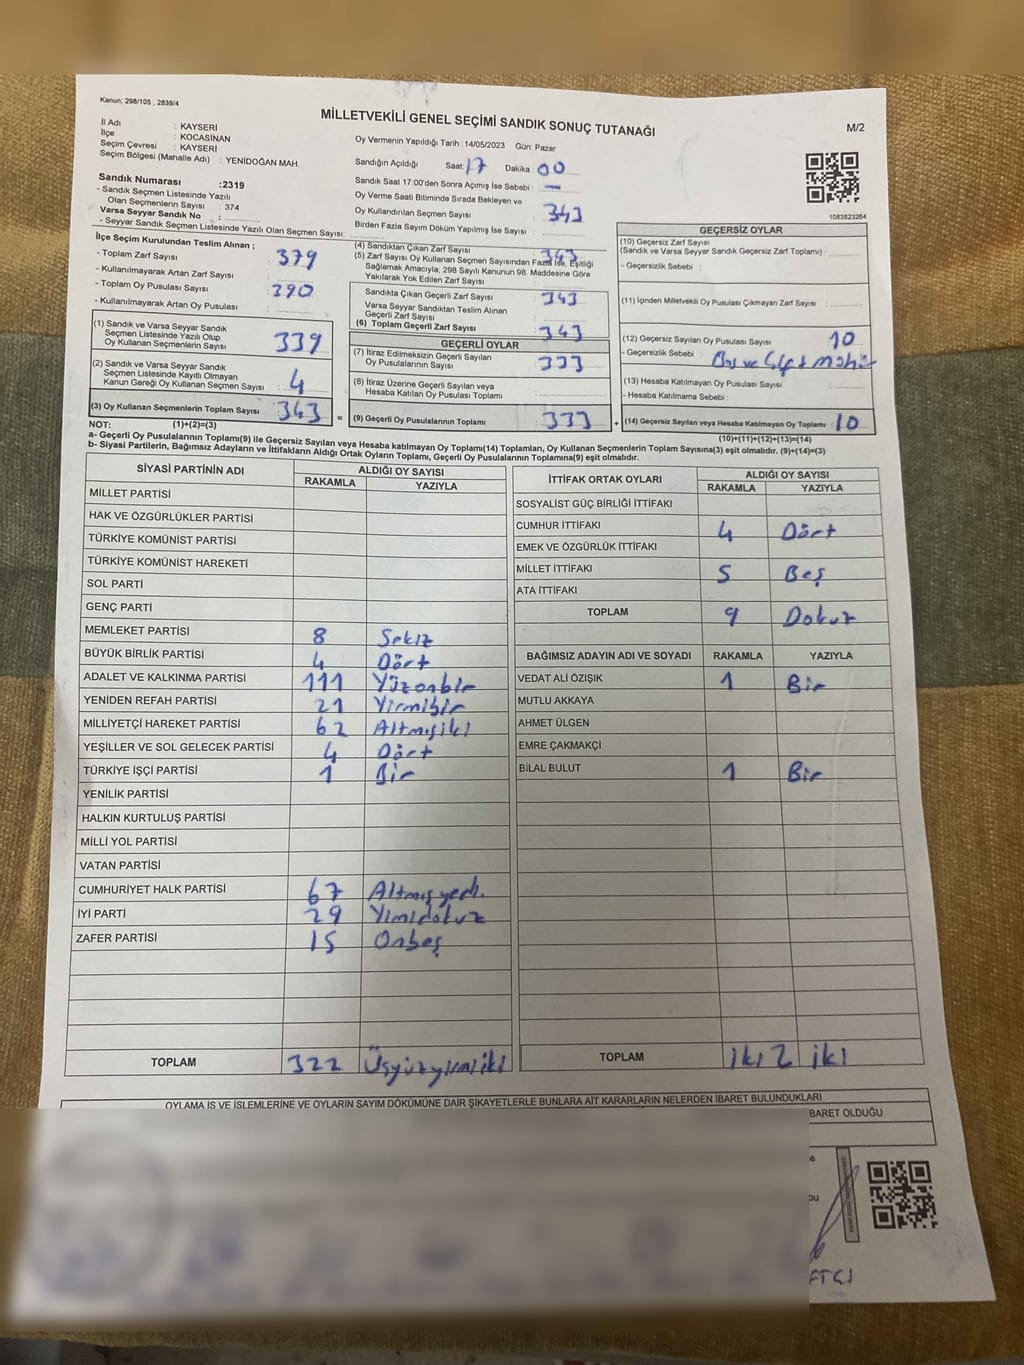 Kanun: 298/105 , 2839/4
MİLLETVEKİLİ GENEL SEÇİMİ SANDIK SONUÇ TUTANAĞI
M/2
İl Adı : KAYSERİ
İlçe : KOCASİNAN
Seçim Çevresi : KAYSERİ
Seçim Bölgesi (Mahalle Adı) : YENİDOĞAN MAH.
Oy Vermenin Yapıldığı Tarih :14/05/2023 Gün: Pazar
Sandığın Açıldığı Saat: 17 Dakika : 00
Sandık Saat 17:00'den Sonra Açımış İse Sebebi : —
Oy Verme Saati Bitiminde Sırada Bekleyen ve
Oy Kullandırılan Seçmen Sayısı 343
Birden Fazla Sayım Döküm Yapılmış İse Sayısı :
1083823264
Sandık Numarası :2319
- Sandık Seçmen Listesinde Yazılı
Olan Seçmenlerin Sayısı : 374
Varsa Seyyar Sandık No :
- Seyyar Sandık Seçmen Listesinde Yazılı Olan Seçmen Sayısı:
İlçe Seçim Kurulundan Teslim Alınan ;
- Toplam Zarf Sayısı 379
- Kullanılmayarak Artan Zarf Sayısı
- Toplam Oy Pusulası Sayısı : 390
- Kullanılmayarak Artan Oy Pusulası
(1) Sandık ve Varsa Seyyar Sandık
Seçmen Listesinde Yazılı Olup
Oy Kullanan Seçmenlerin Sayısı 339
(2) Sandık ve Varsa Seyyar Sandık
Seçmen Listesinde Kayıtlı Olmayan
Kanun Gereği Oy Kullanan Seçmen Sayısı 4
(3) Oy Kullanan Seçmenlerin Toplam Sayısı 343
(4) Sandıktan Çıkan Zarf Sayısı 343
(5) Zarf Sayısı Oy Kullanan Seçmen Sayısından Fazla İse, Eşitliği
Sağlamak Amacıyla, 298 Sayılı Kanunun 98. Maddesine Göre
Yakılarak Yok Edilen Zarf Sayısı :
Sandıkta Çıkan Geçerli Zarf Sayısı 343
Varsa Seyyar Sandıktan Teslim Alınan
Geçerli Zarf Sayısı
(6) Toplam Geçerli Zarf Sayısı 343
GEÇERLİ OYLAR
(7) İtiraz Edilmeksizin Geçerli Sayılan
Oy Pusulalarının Sayısı 333
(8) İtiraz Üzerine Geçerli Sayılan veya
Hesaba Katılan Oy Pusulası Toplamı
= (9) Geçerli Oy Pusulalarının Toplamı 333
GEÇERSİZ OYLAR
(10) Geçersiz Zarf Sayısı
(Sandık ve Varsa Seyyar Sandık Geçersiz Zarf Toplamı) :
- Geçersizlik Sebebi :
(11) İçinden Milletvekili Oy Pusulası Çıkmayan Zarf Sayısı :
(12) Geçersiz Sayılan Oy Pusulası Sayısı 10
- Geçersizlik Sebebi : Boş ve Çift Mühür
(13) Hesaba Katılmayan Oy Pusulası Sayısı
- Hesaba Katılmama Sebebi :
+ (14) Geçersiz Sayılan veya Hesaba Katılmayan Oy Toplamı : 10
NOT: (1)+(2)=(3)
(10)+(11)+(12)+(13)=(14)
a- Geçerli Oy Pusulalarının Toplamı(9) ile Geçersiz Sayılan veya Hesaba katılmayan Oy Toplamı(14) Toplamları, Oy Kullanan Seçmenlerin Toplam Sayısına(3) eşit olmalıdır. (9)+(14)=(3)
b- Siyasi Partilerin, Bağımsız Adayların ve İttifakların Aldığı Ortak Oyların Toplamı, Geçerli Oy Pusulalarının Toplamına(9) eşit olmalıdır.
SİYASİ PARTİNİN ADI ALDIĞI OY SAYISI
RAKAMLA YAZIYLA
MİLLET PARTİSİ
HAK VE ÖZGÜRLÜKLER PARTİSİ
TÜRKİYE KOMÜNİST PARTİSİ
TÜRKİYE KOMÜNİST HAREKETİ
SOL PARTİ
GENÇ PARTİ
MEMLEKET PARTİSİ 8 Sekiz
BÜYÜK BİRLİK PARTİSİ 4 Dört
ADALET VE KALKINMA PARTİSİ 111 Yüzonbir
YENİDEN REFAH PARTİSİ 21 Yirmibir
MİLLİYETÇİ HAREKET PARTİSİ 62 Altmışiki
YEŞİLLER VE SOL GELECEK PARTİSİ 4 Dört
TÜRKİYE İŞÇİ PARTİSİ 1 Bir
YENİLİK PARTİSİ
HALKIN KURTULUŞ PARTİSİ
MİLLİ YOL PARTİSİ
VATAN PARTİSİ
CUMHURİYET HALK PARTİSİ 67 Altmışyedi.
İYİ PARTİ 29 Yimidokuz
ZAFER PARTİSİ 15 Onbeş
TOPLAM 322 Üçyüzyirmiiki
İTTİFAK ORTAK OYLARI ALDIĞI OY SAYISI
RAKAMLA YAZIYLA
SOSYALİST GÜÇ BİRLİĞİ İTTİFAKI
CUMHUR İTTİFAKI 4 Dört
EMEK VE ÖZGÜRLÜK İTTİFAKI
MİLLET İTTİFAKI 5 Beş
ATA İTTİFAKI
TOPLAM 9 Dokuz
BAĞIMSIZ ADAYIN ADI VE SOYADI RAKAMLA YAZIYLA
VEDAT ALİ ÖZIŞIK 1 Bir
MUTLU AKKAYA
AHMET ÜLGEN
EMRE ÇAKMAKÇİ
BİLAL BULUT 1 Bir
TOPLAM iki 2 iki
OYLAMA İŞ VE İŞLEMLERİNE VE OYLARIN SAYIM DÖKÜMÜNE DAİR ŞİKAYETLERLE BUNLARA AİT KARARLARIN NELERDEN İBARET BULUNDUKLARI
BARET OLDUĞU